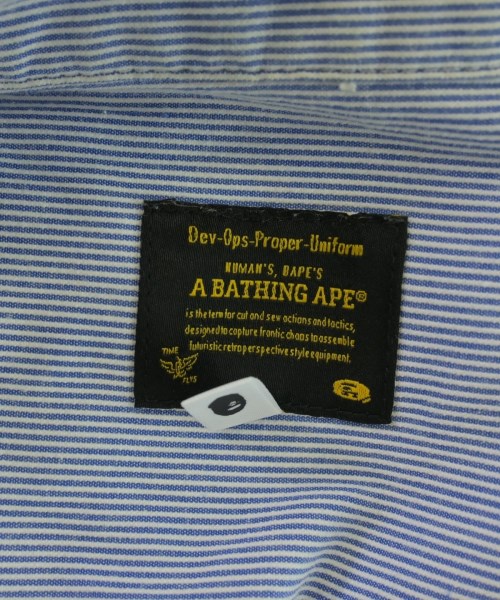 Dev-Ops-Proper-Uniform
HUMAN'S, BAPE'S
A BATHING APE®
is the term for cut and sew actions and tactics,
designed to capture frontic chaos to assemble
futuristic retro perspective style equipment.
TIME
FLYS
2